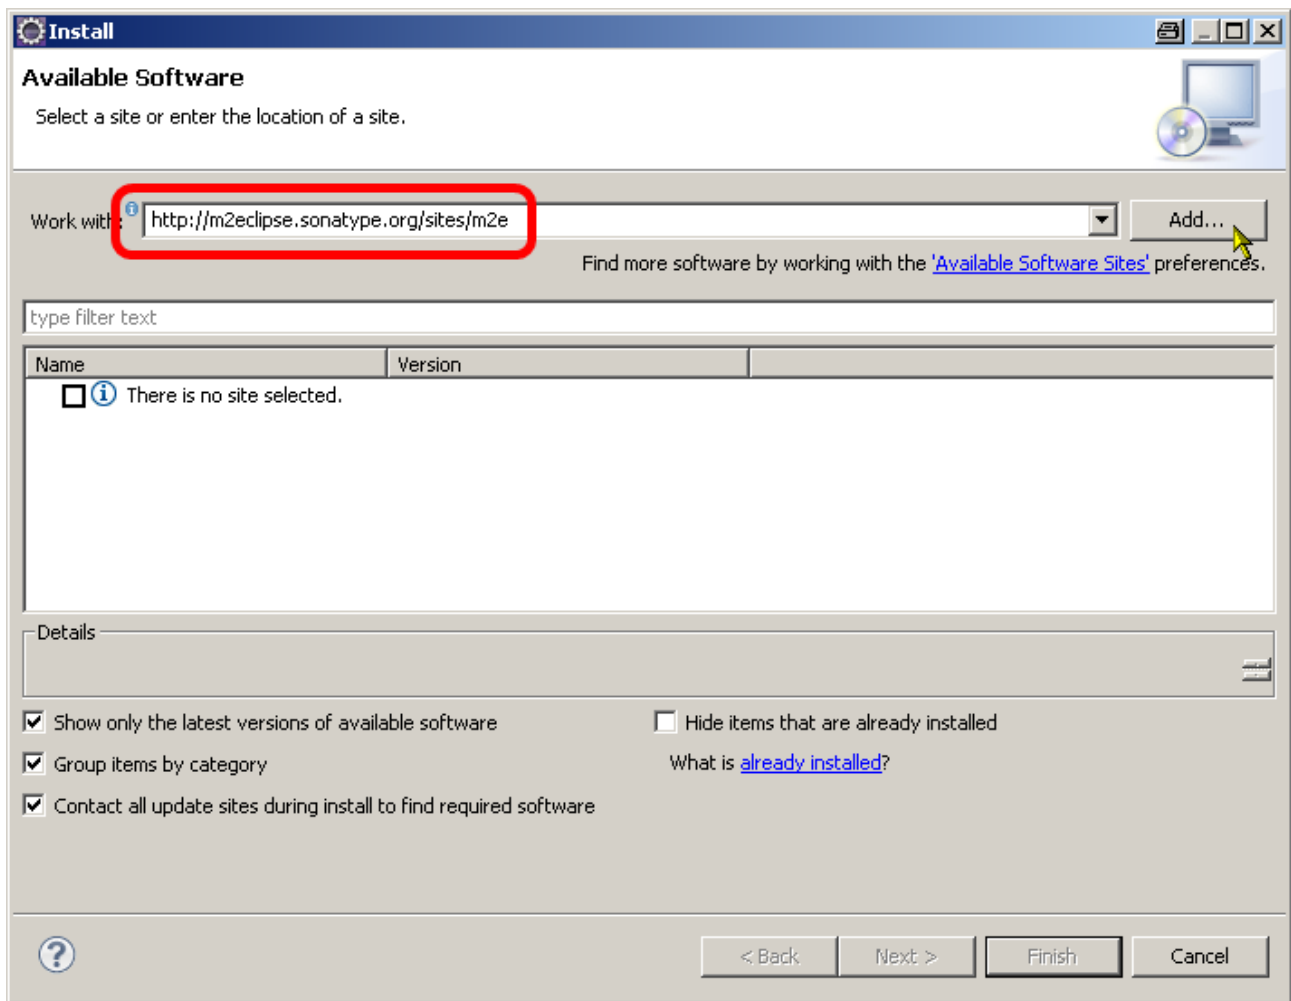 Install
Available Software
Select a site or enter the location of a site.
Work with: http://m2eclipse.sonatype.org/sites/m2e Add...
Find more software by working with the 'Available Software Sites' preferences.
type filter text
Name Version
There is no site selected.
Details
Show only the latest versions of available software Hide items that are already installed
Group items by category What is already installed?
Contact all update sites during install to find required software
< Back Next > Finish Cancel